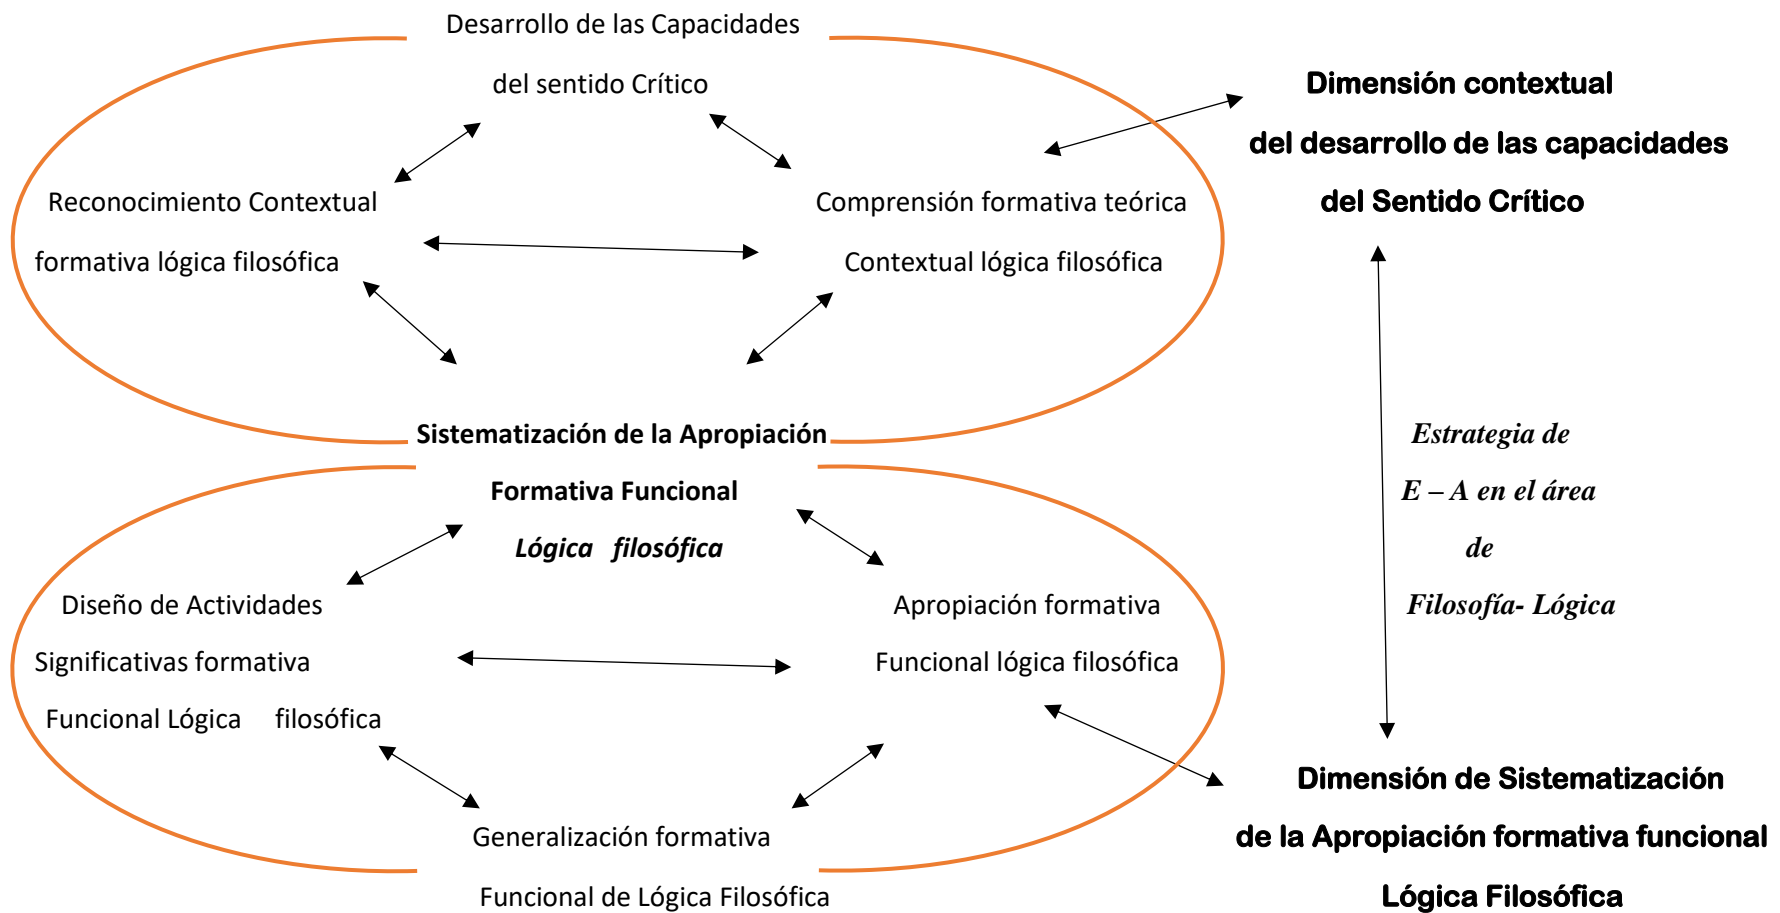 Desarrollo de las Capacidades
del sentido Crítico
Dimensión contextual
del desarrollo de las capacidades
del Sentido Crítico
Reconocimiento Contextual
formativa lógica filosófica
Comprensión formativa teórica
Contextual lógica filosófica
Sistematización de la Apropiación
Formativa Funcional
Lógica filosófica
Estrategia de
E – A en el área
de
Filosofía- Lógica
Diseño de Actividades
Significativas formativa
Funcional Lógica filosófica
Apropiación formativa
Funcional lógica filosófica
Generalización formativa
Funcional de Lógica Filosófica
Dimensión de Sistematización
de la Apropiación formativa funcional
Lógica Filosófica